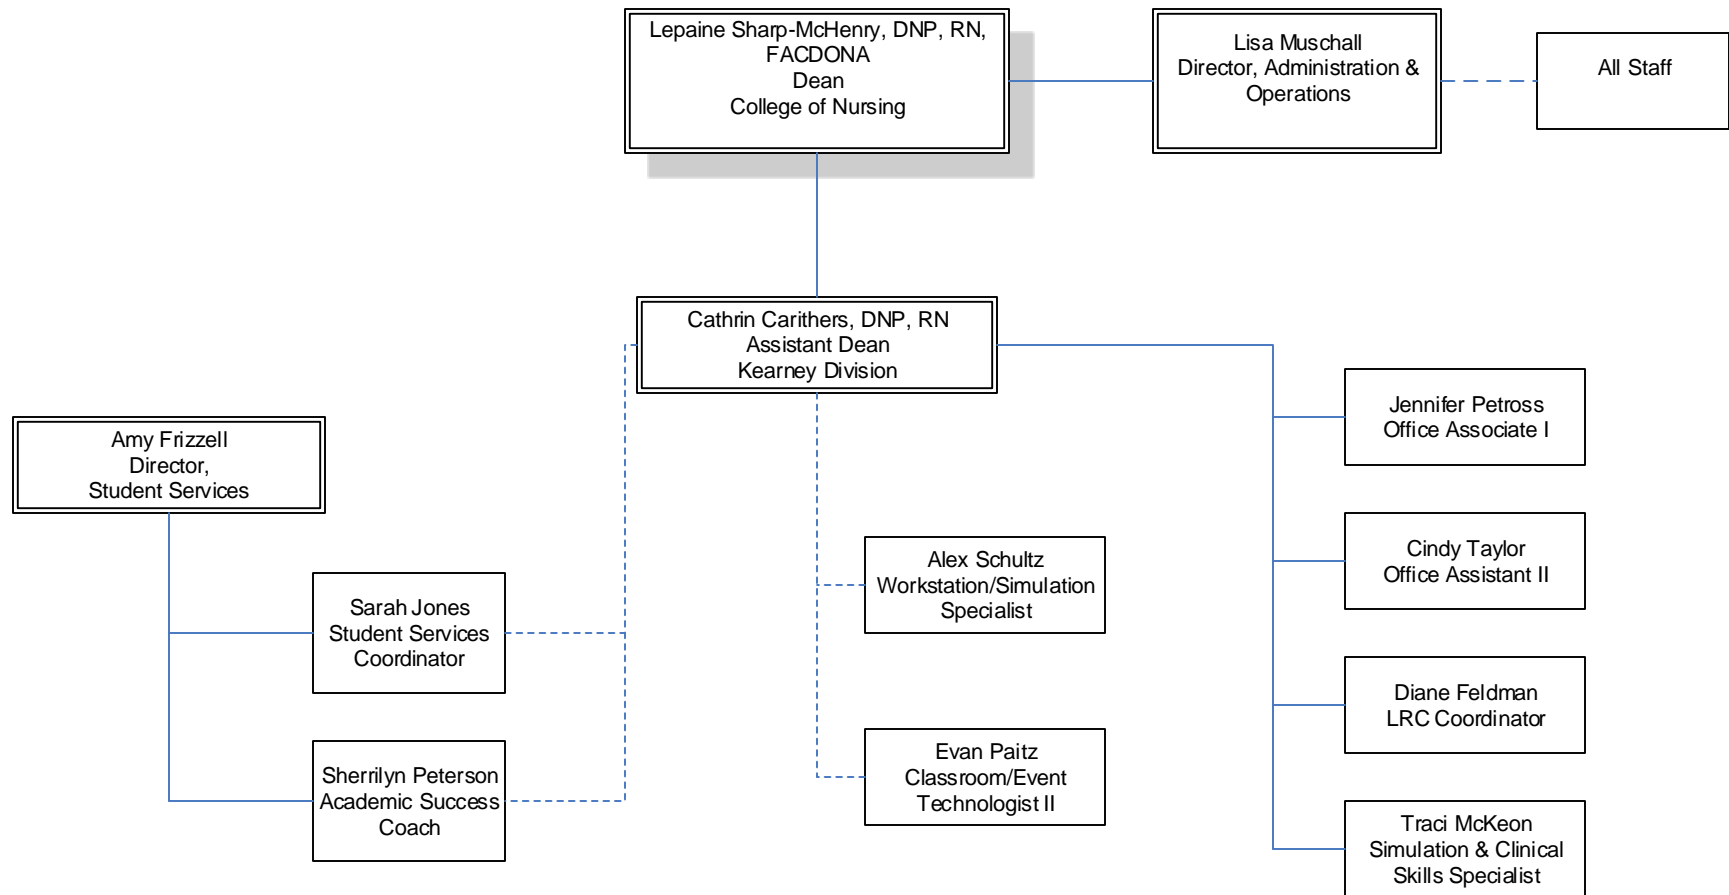 Lepaine Sharp-McHenry, DNP, RN,
FACDONA
Dean
College of Nursing
Lisa Muschall
Director, Administration &
Operations
All Staff
Cathrin Carithers, DNP, RN
Assistant Dean
Kearney Division
Amy Frizzell
Director,
Student Services
Sarah Jones
Student Services
Coordinator
Sherrilyn Peterson
Academic Success
Coach
Alex Schultz
Workstation/Simulation
Specialist
Evan Paitz
Classroom/Event
Technologist II
Jennifer Petross
Office Associate I
Cindy Taylor
Office Assistant II
Diane Feldman
LRC Coordinator
Traci McKeon
Simulation & Clinical
Skills Specialist